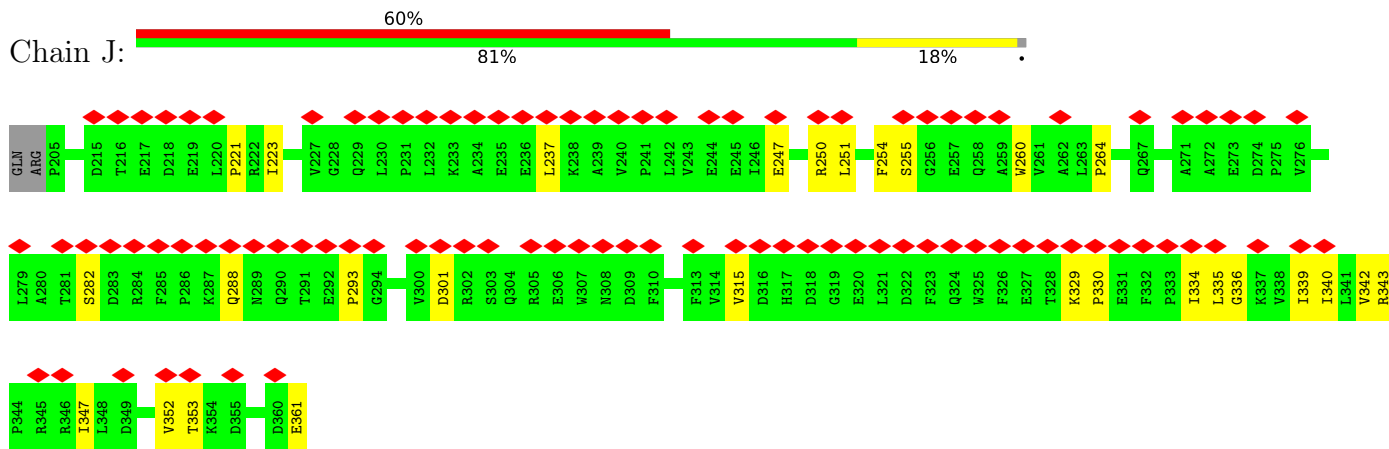 60%
Chain J:
81% 18% •
GLN ARG P205 D215 T216 E217 D218 E219 L220 P221 R222 I223 V227 G228 Q229 L230 P231 L232 K233 A234 E235 E236 L237 K238 A239 V240 P241 L242 V243 E244 E245 I246 E247 R250 L251 F254 S255 G256 E257 Q258 A259 W260 V261 A262 L263 P264 Q267 A271 A272 E273 D274 P275 V276
L279 A280 T281 S282 D283 R284 F285 P286 K287 Q288 N289 Q290 T291 E292 P293 G294 V300 D301 R302 S303 Q304 R305 E306 W307 N308 D309 F310 F313 V314 V315 D316 H317 D318 G319 E320 L321 D322 F323 Q324 W325 F326 E327 T328 K329 P330 E331 F332 P333 I334 L335 G336 K337 V338 I339 I340 L341 V342 R343
P344 R345 R346 I347 L348 D349 V352 T353 K354 D355 D360 E361